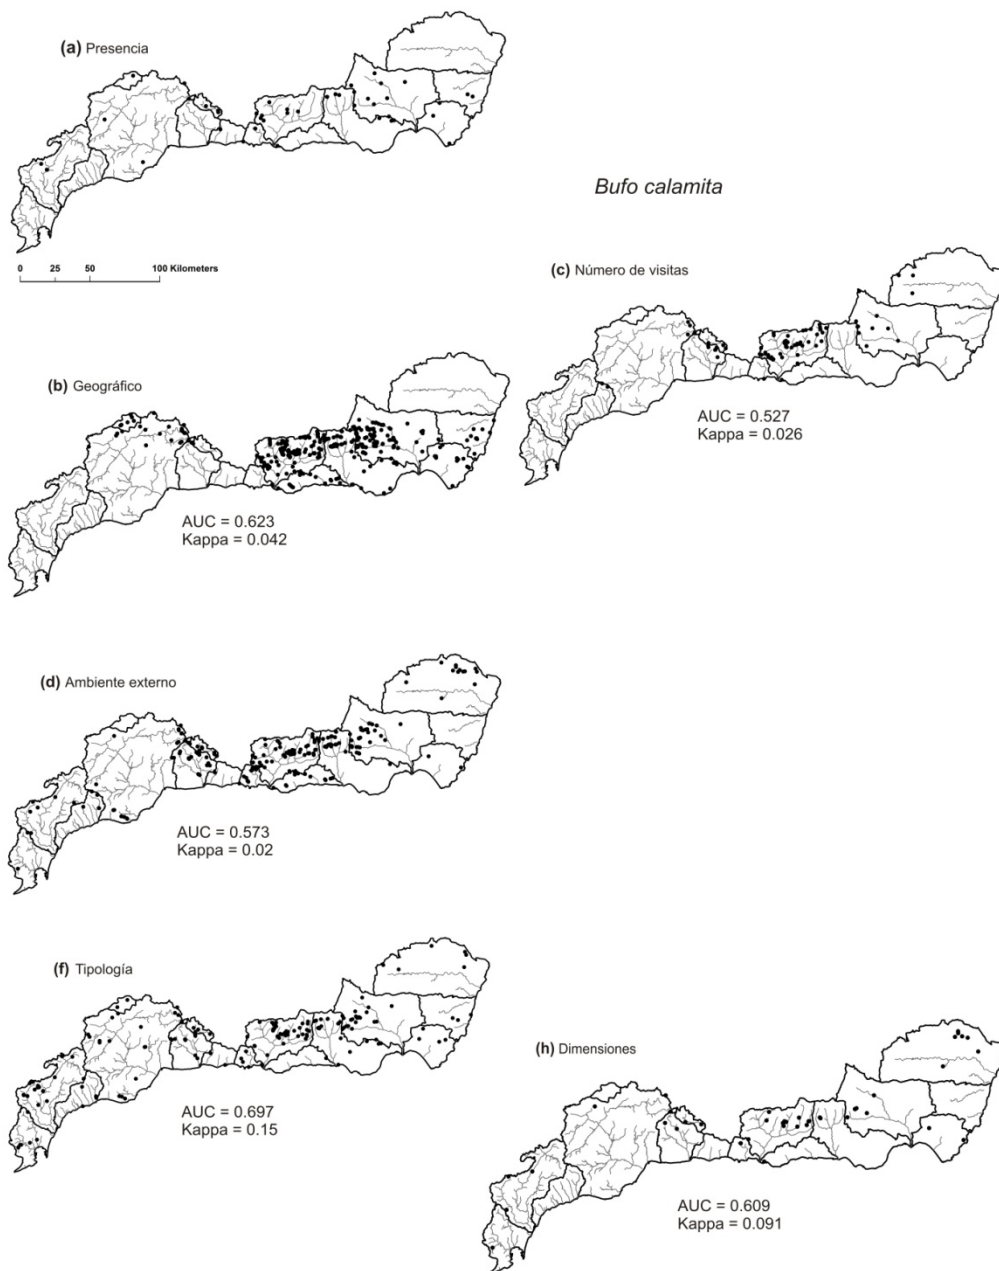 (a) Presencia
Bufo calamita
0 25 50 100 Kilometers
(c) Número de visitas
AUC = 0.527
Kappa = 0.026
(b) Geográfico
AUC = 0.623
Kappa = 0.042
(d) Ambiente externo
AUC = 0.573
Kappa = 0.02
(f) Tipología
AUC = 0.697
Kappa = 0.15
(h) Dimensiones
AUC = 0.609
Kappa = 0.091